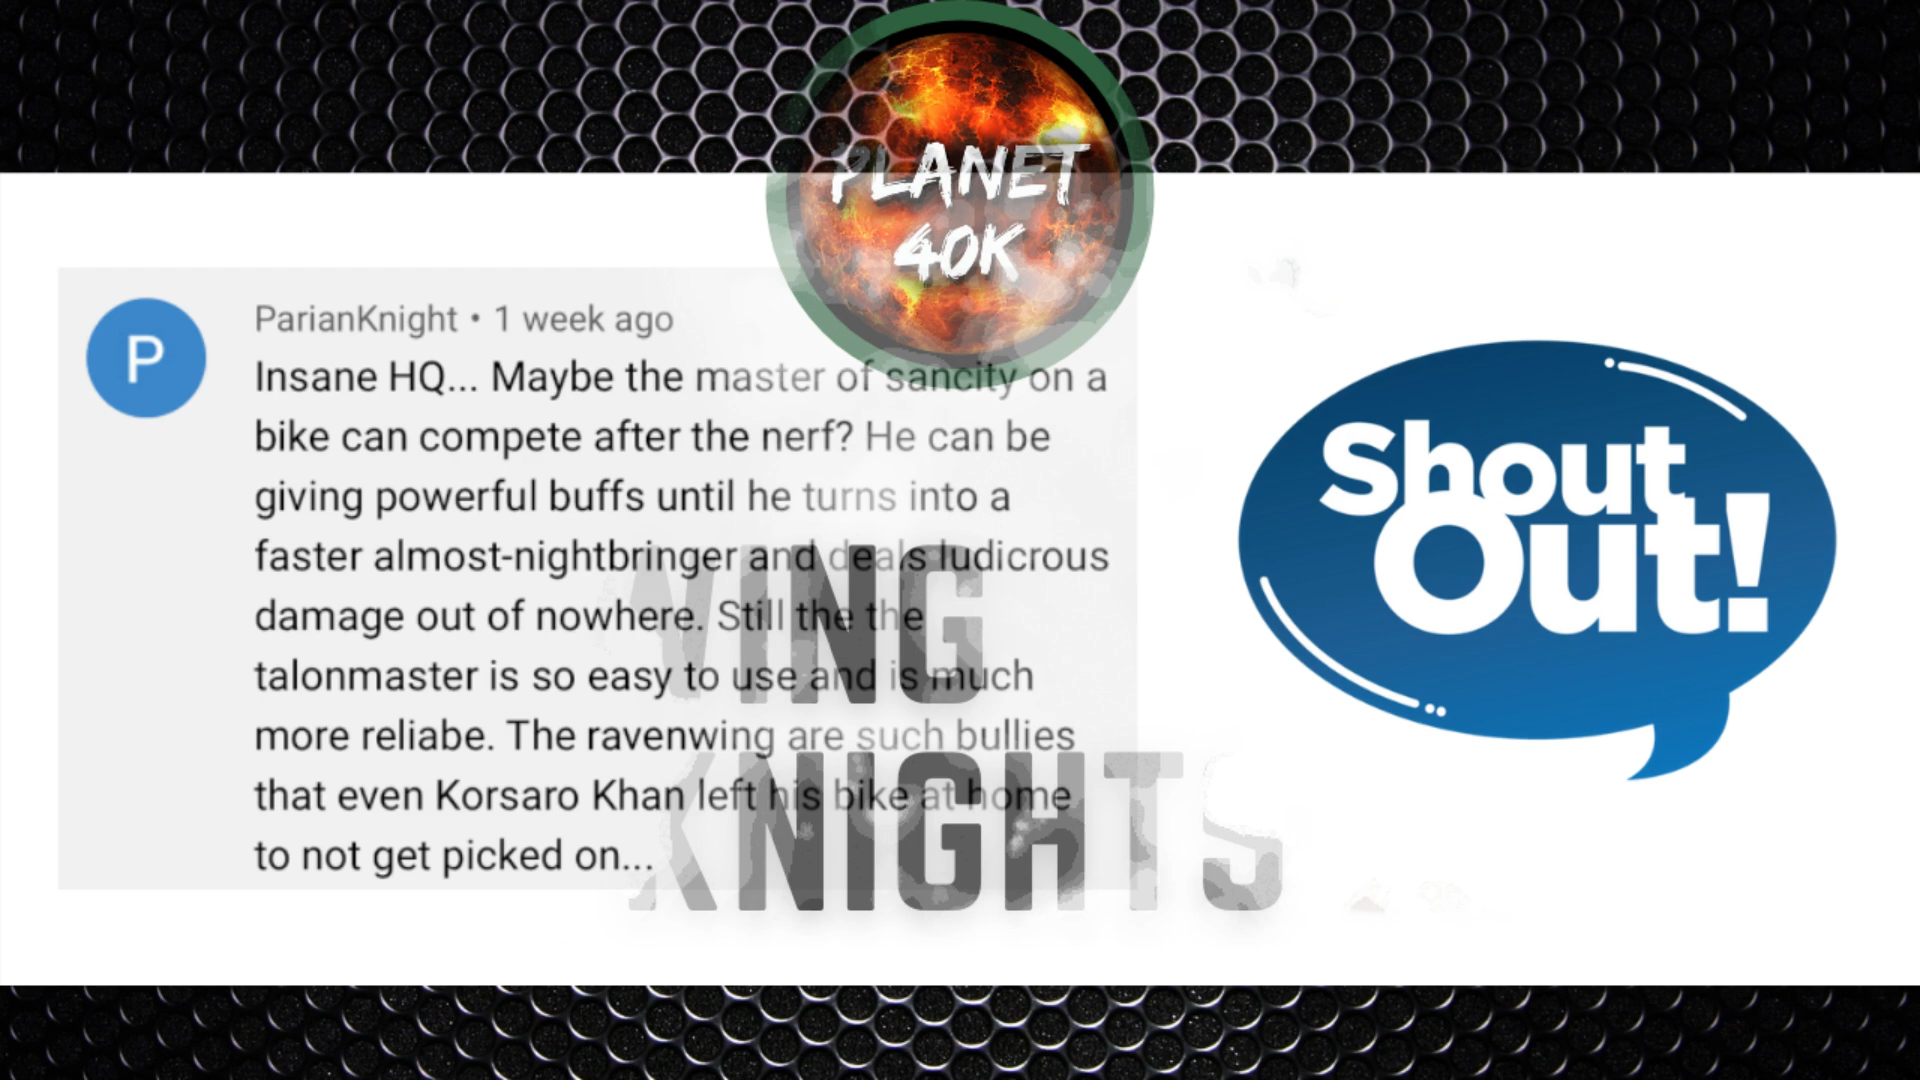 PLANET
40K
P
ParianKnight • 1 week ago
Insane HQ... Maybe the master of sancity on a
bike can compete after the nerf? He can be
giving powerful buffs until he turns into a
faster almost-nightbringer and deals ludicrous
damage out of nowhere. Still the the
talonmaster is so easy to use and is much
more reliabe. The ravenwing are such bullies
that even Korsaro Khan left his bike at home
to not get picked on...
WING
KNIGHTS
Shout
Out!